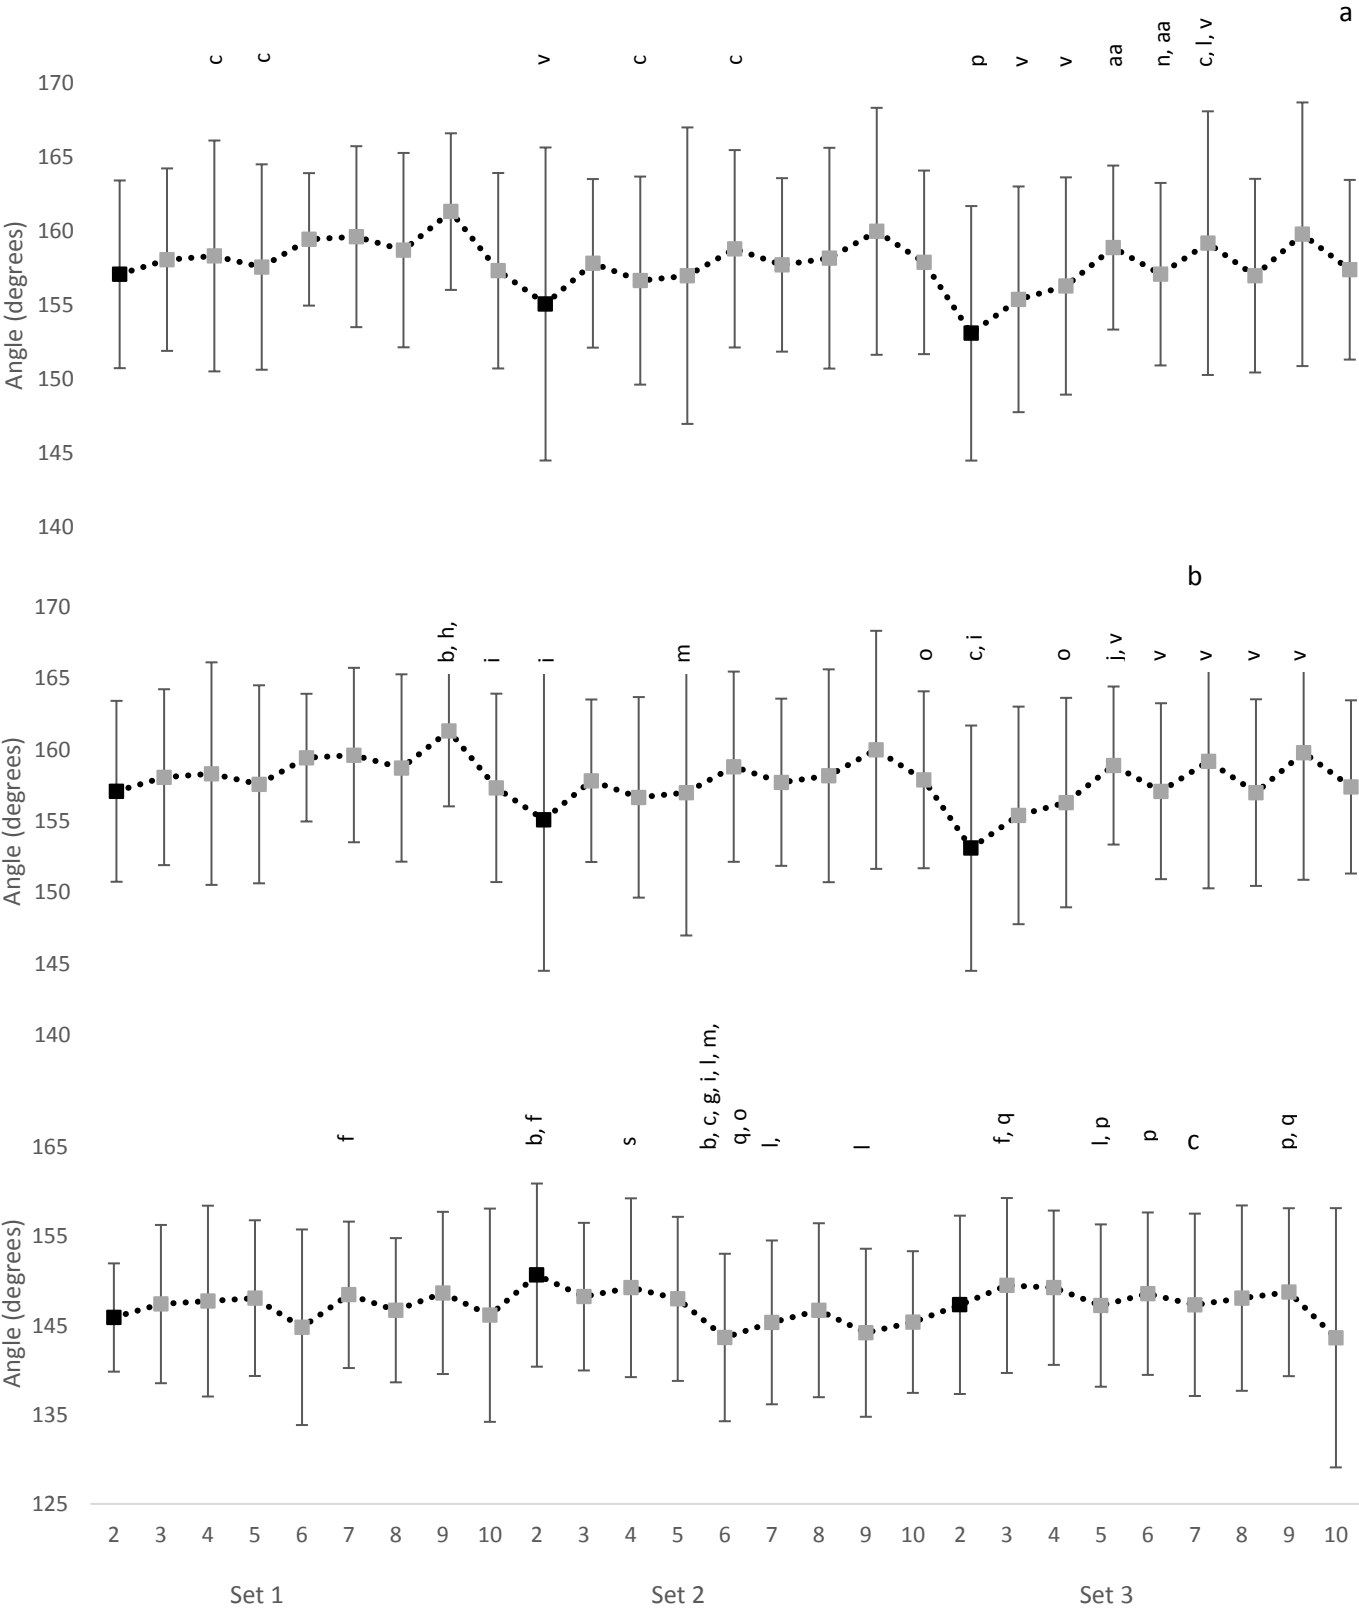 a
c c v c c p v v aa n, aa c, l, v
170
165
160
155
150
145
140
Angle (degrees)
b
b, h, i i m o c, i o j, v v v v v
170
165
160
155
150
145
140
Angle (degrees)
f b, f s b, c, g, i, l, m, q, o l, l f, q l, p p c p, q
165
155
145
135
125
Angle (degrees)
2 3 4 5 6 7 8 9 10 2 3 4 5 6 7 8 9 10 2 3 4 5 6 7 8 9 10
Set 1 Set 2 Set 3